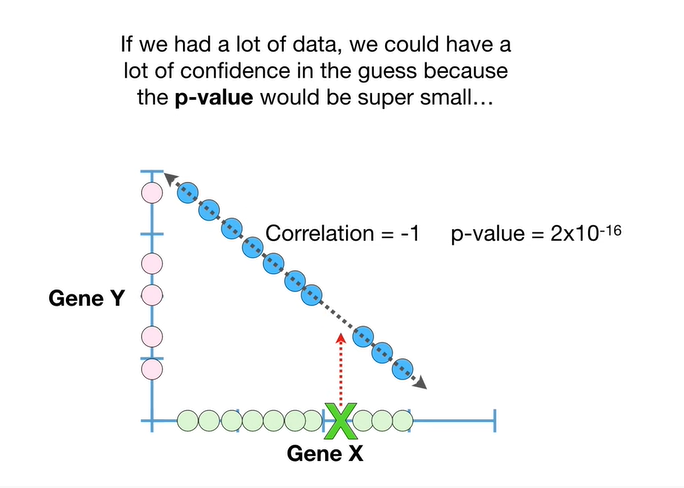 If we had a lot of data, we could have a
lot of confidence in the guess because
the p-value would be super small…
Correlation = -1 p-value = 2x10-16
Gene Y
X
Gene X